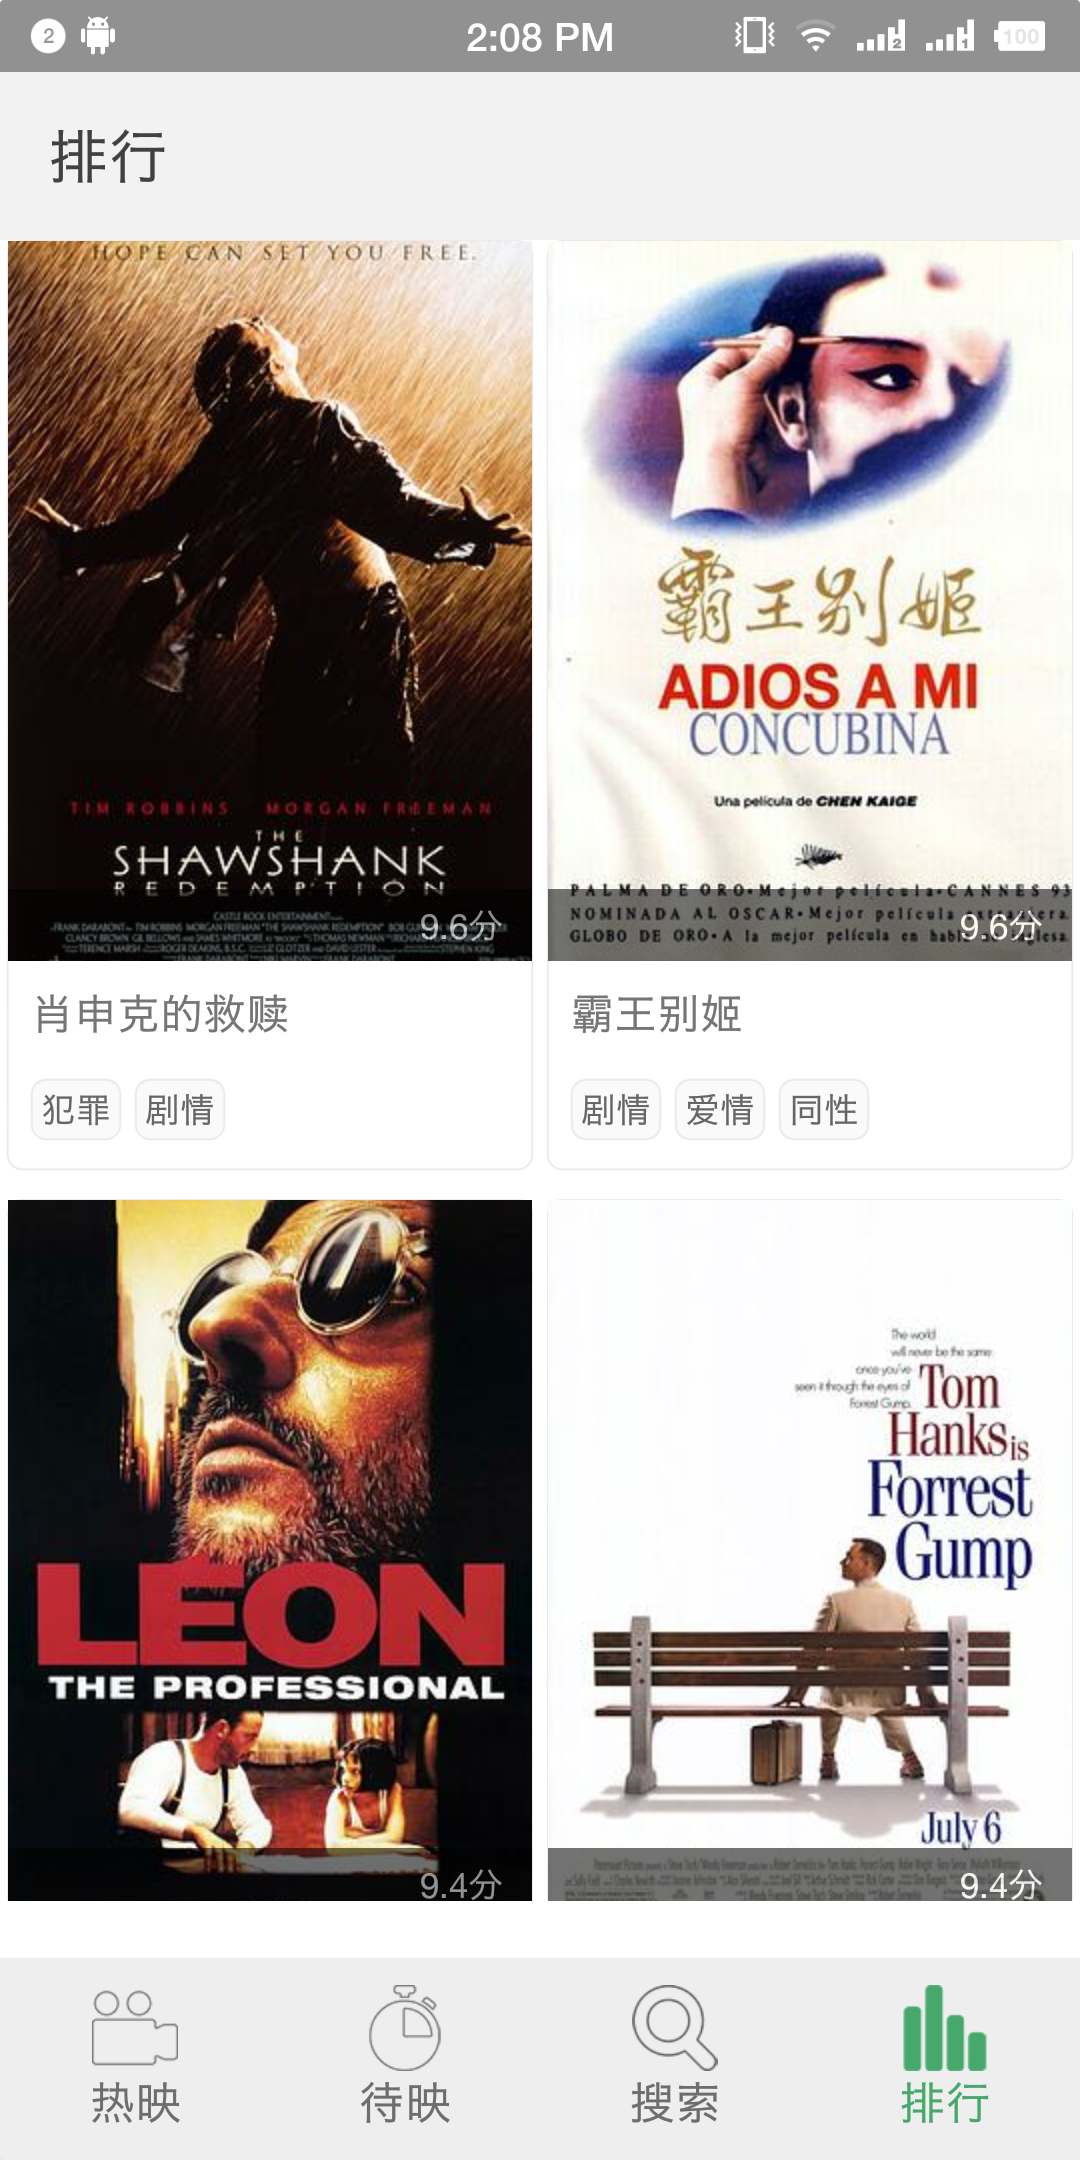 2
2:08 PM
2
1
100
排行
HOPE CAN SET YOU FREE.
TIM ROBBINS MORGAN FREEMAN
THE
SHAWSHANK
REDEMPTION
CASTLE ROCK ENTERTAINMENT
9.6分
肖申克的救赎
犯罪 剧情
霸王别姬
ADIOS A MI
CONCUBINA
Una película de CHEN KAIGE
PALMA DE ORO•Mejor película•CANNES 93
NOMINADA AL OSCAR•Mejor película extranjera.
GLOBO DE ORO•A la mejor película en habla no inglesa.
9.6分
霸王别姬
剧情 爱情 同性
LEON
THE PROFESSIONAL
9.4分
The world
will never be the same
once you've
seen it through the eyes of
Forrest Gump.
Tom
Hanks is
Forrest
Gump
July 6
9.4分
热映 待映 搜索 排行